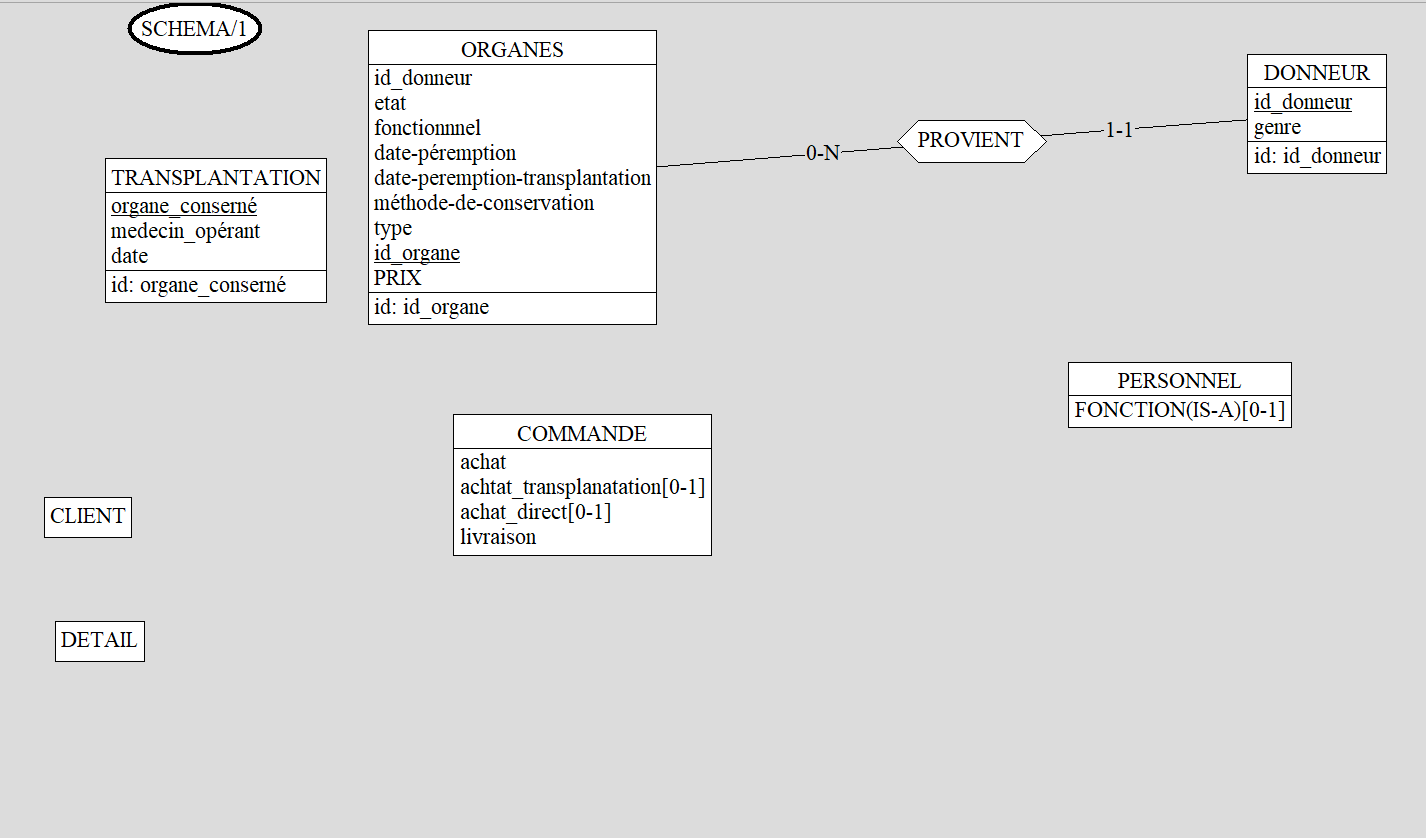 SCHEMA/1
ORGANES
id_donneur
etat
fonctionnnel
date-péremption
date-peremption-transplantation
méthode-de-conservation
type
id_organe
PRIX
id: id_organe
0-N
PROVIENT
1-1
DONNEUR
id_donneur
genre
id: id_donneur
TRANSPLANTATION
organe_conserné
medecin_opérant
date
id: organe_conserné
PERSONNEL
FONCTION(IS-A)[0-1]
COMMANDE
achat
achtat_transplanatation[0-1]
achat_direct[0-1]
livraison
CLIENT
DETAIL